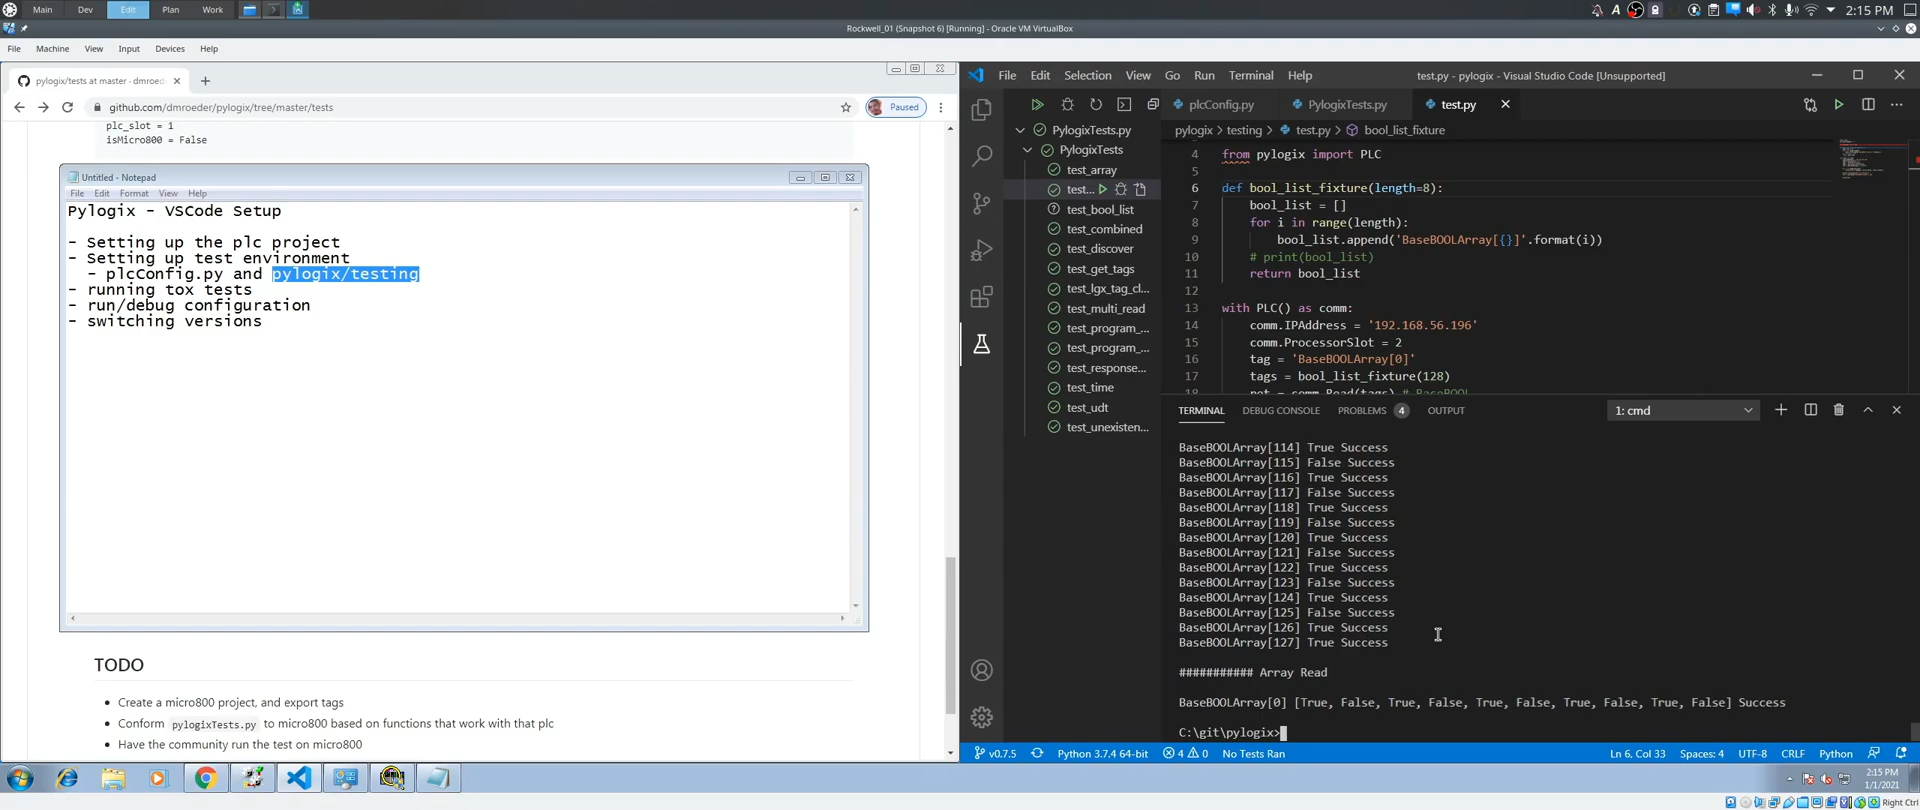 Main Dev Edit Plan Work 2:15 PM
Rockwell_01 (Snapshot 6) [Running] - Oracle VM VirtualBox
File Machine View Input Devices Help
pylogix/tests at master · dmroed
github.com/dmroeder/pylogix/tree/master/tests Paused
plc_slot = 1
isMicro800 = False
Untitled - Notepad
File Edit Format View Help
Pylogix - VSCode Setup
- Setting up the plc project
- Setting up test environment
- plcConfig.py and pylogix/testing
- running tox tests
- run/debug configuration
- switching versions
TODO
Create a micro800 project, and export tags
Conform pylogixTests.py to micro800 based on functions that work with that plc
Have the community run the test on micro800
File Edit Selection View Go Run Terminal Help test.py - pylogix - Visual Studio Code [Unsupported]
plcConfig.py PylogixTests.py test.py
pylogix > testing > test.py > bool_list_fixture
PylogixTests.py
PylogixTests
test_array
test...
test_bool_list
test_combined
test_discover
test_get_tags
test_lgx_tag_cl...
test_multi_read
test_program_...
test_program_...
test_response...
test_time
test_udt
test_unexisten...
4 from pylogix import PLC
5
6 def bool_list_fixture(length=8):
7 bool_list = []
8 for i in range(length):
9 bool_list.append('BaseBOOLArray[{}]'.format(i))
10 # print(bool_list)
11 return bool_list
12
13 with PLC() as comm:
14 comm.IPAddress = '192.168.56.196'
15 comm.ProcessorSlot = 2
16 tag = 'BaseBOOLArray[0]'
17 tags = bool_list_fixture(128)
18 ret = comm.Read(tags) # BaseBOOL
TERMINAL DEBUG CONSOLE PROBLEMS 4 OUTPUT 1: cmd
BaseBOOLArray[114] True Success
BaseBOOLArray[115] False Success
BaseBOOLArray[116] True Success
BaseBOOLArray[117] False Success
BaseBOOLArray[118] True Success
BaseBOOLArray[119] False Success
BaseBOOLArray[120] True Success
BaseBOOLArray[121] False Success
BaseBOOLArray[122] True Success
BaseBOOLArray[123] False Success
BaseBOOLArray[124] True Success
BaseBOOLArray[125] False Success
BaseBOOLArray[126] True Success
BaseBOOLArray[127] True Success
########### Array Read
BaseBOOLArray[0] [True, False, True, False, True, False, True, False, True, False] Success
C:\git\pylogix>
v0.7.5 Python 3.7.4 64-bit 4 0 No Tests Ran Ln 6, Col 33 Spaces: 4 UTF-8 CRLF Python
2:15 PM
1/1/2021
Right Ctrl